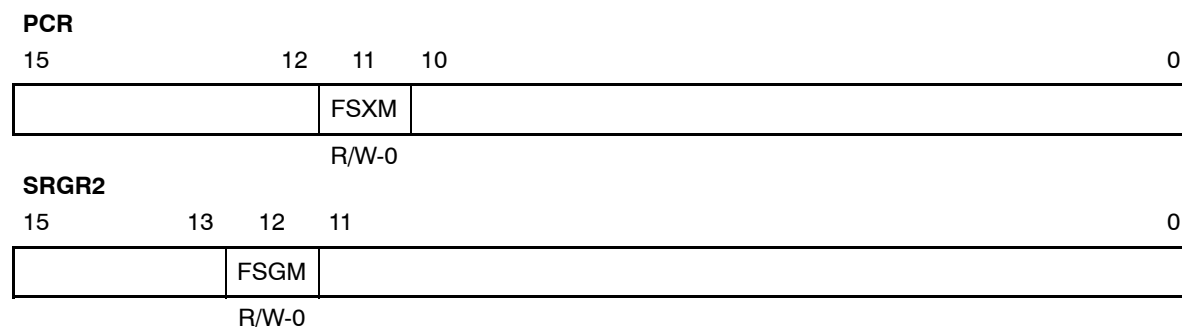 PCR
15 12 11 10 0
FSXM
R/W-0
SRGR2
15 13 12 11 0
FSGM
R/W-0